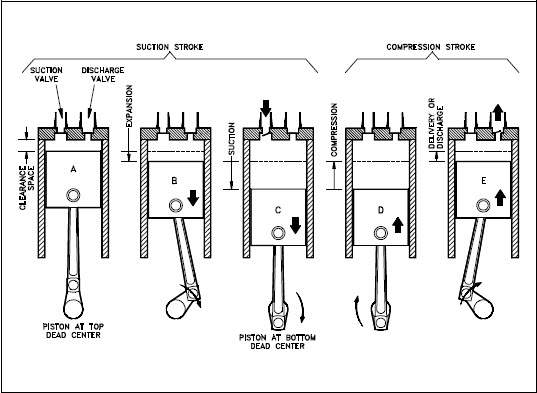 SUCTION STROKE
COMPRESSION STROKE
SUCTION
VALVE
DISCHARGE
VALVE
EXPANSION
SUCTION
COMPRESSION
DELIVERY OR
DISCHARGE
CLEARANCE
SPACE
A
B
C
D
E
PISTON AT TOP
DEAD CENTER
PISTON AT BOTTOM
DEAD CENTER